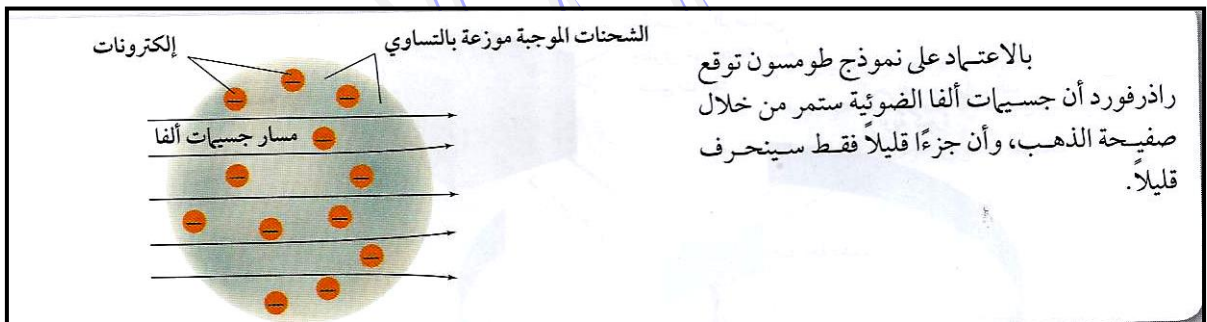 بالاعتماد على نموذج طومسون توقع
راذرفورد أن جسيمات ألفا الضوئية ستمر من خلال
صفيحة الذهب، وأن جزءًا قليلاً فقط سينحرف
قليلاً.
الشحنات الموجبة موزعة بالتساوي
إلكترونات
مسار جسيمات ألفا